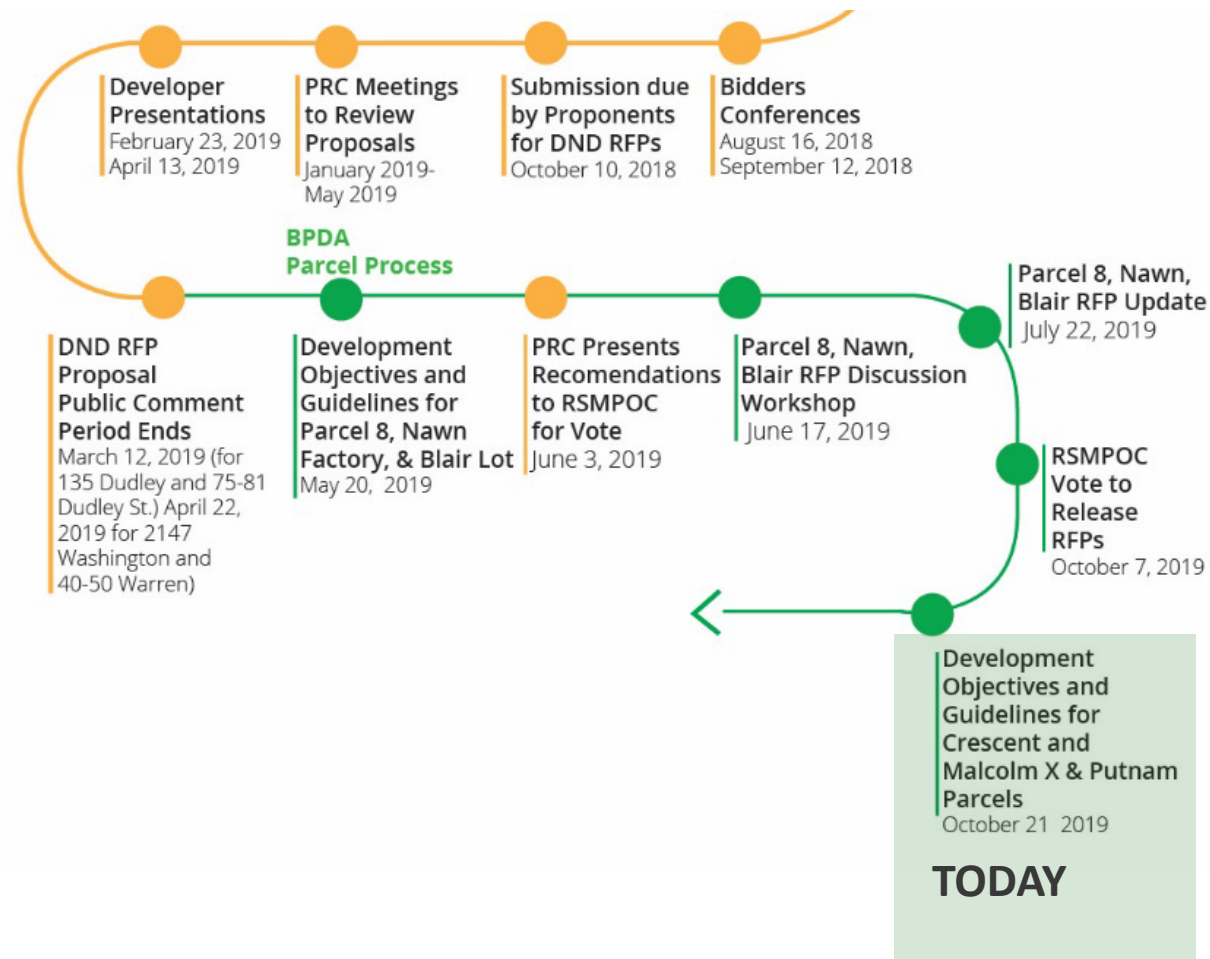 Developer
Presentations
February 23, 2019
April 13, 2019
PRC Meetings
to Review
Proposals
January 2019-
May 2019
Submission due
by Proponents
for DND RFPs
October 10, 2018
Bidders
Conferences
August 16, 2018
September 12, 2018
BPDA
Parcel Process
DND RFP
Proposal
Public Comment
Period Ends
March 12, 2019 (for
135 Dudley and 75-81
Dudley St.) April 22,
2019 for 2147
Washington and
40-50 Warren)
Development
Objectives and
Guidelines for
Parcel 8, Nawn
Factory, & Blair Lot
May 20, 2019
PRC Presents
Recomendations
to RSMPOC
for Vote
June 3, 2019
Parcel 8, Nawn,
Blair RFP Discussion
Workshop
June 17, 2019
Parcel 8, Nawn,
Blair RFP Update
July 22, 2019
RSMPOC
Vote to
Release
RFPs
October 7, 2019
Development
Objectives and
Guidelines for
Crescent and
Malcolm X & Putnam
Parcels
October 21 2019
TODAY